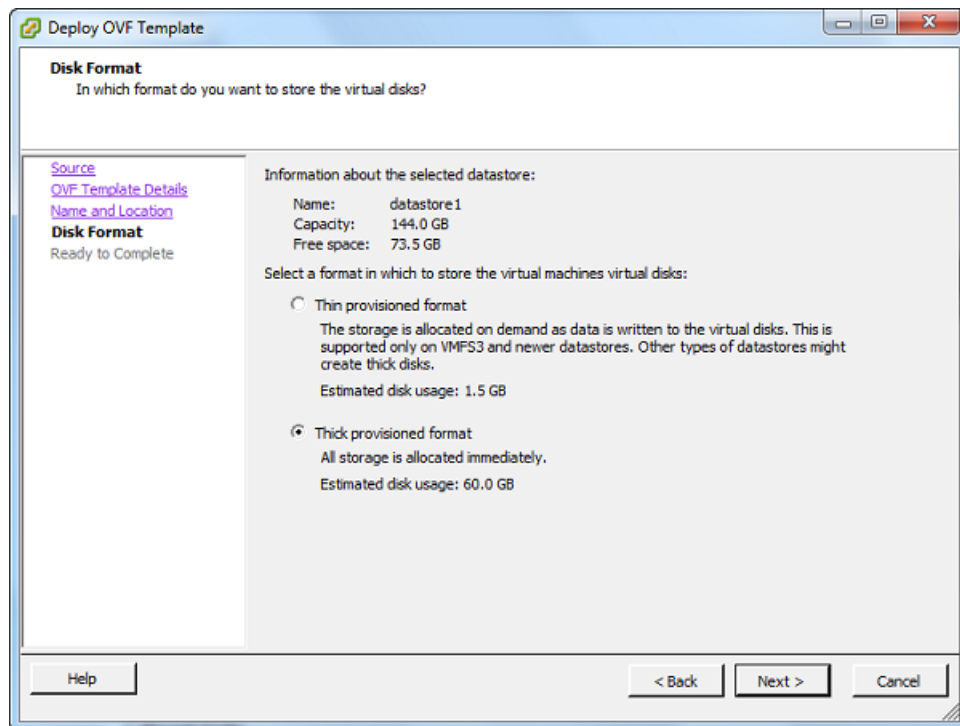 Deploy OVF Template
Disk Format
In which format do you want to store the virtual disks?
Source
OVF Template Details
Name and Location
Disk Format
Ready to Complete
Information about the selected datastore:
Name: datastore1
Capacity: 144.0 GB
Free space: 73.5 GB
Select a format in which to store the virtual machines virtual disks:
Thin provisioned format
The storage is allocated on demand as data is written to the virtual disks. This is
supported only on VMFS3 and newer datastores. Other types of datastores might
create thick disks.
Estimated disk usage: 1.5 GB
Thick provisioned format
All storage is allocated immediately.
Estimated disk usage: 60.0 GB
Help
< Back
Next >
Cancel